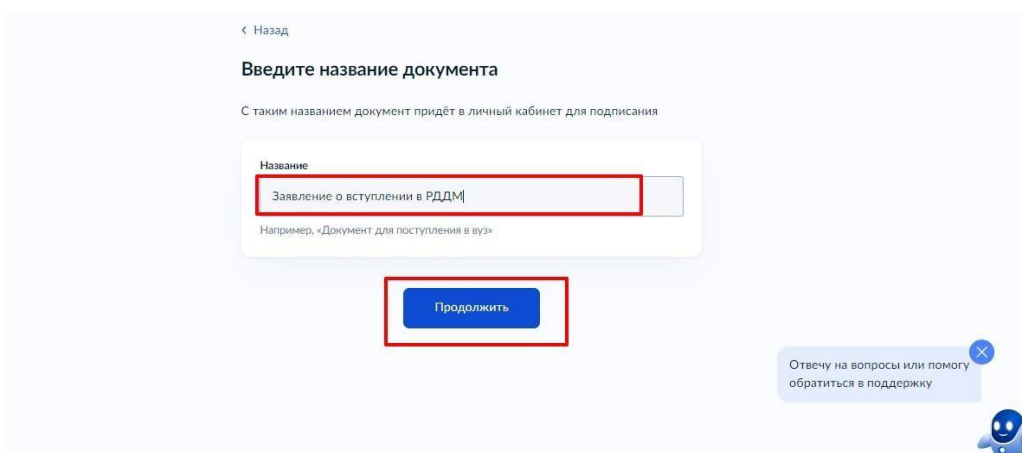 Назад
Введите название документа
С таким названием документ придёт в личный кабинет для подписания
Название
Заявление о вступлении в РДДМ
Например, «Документ для поступления в вуз»
Продолжить
Отвечу на вопросы или помогу
обратиться в поддержку